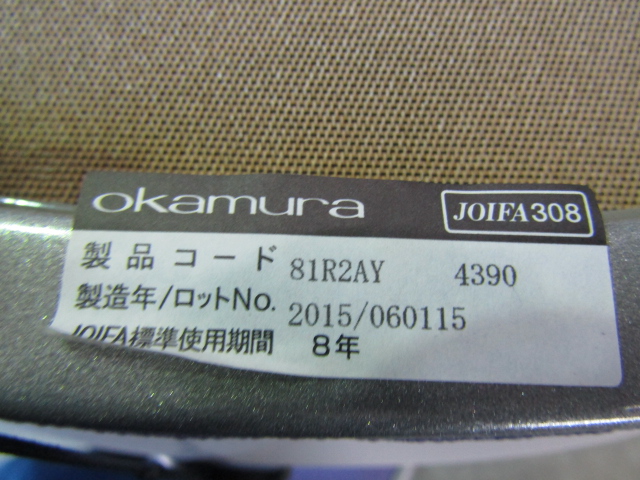 okamura
JOIFA308
製品コード 81R2AY 4390
製造年/ロットNo. 2015/060115
JOIFA標準使用期間 8年